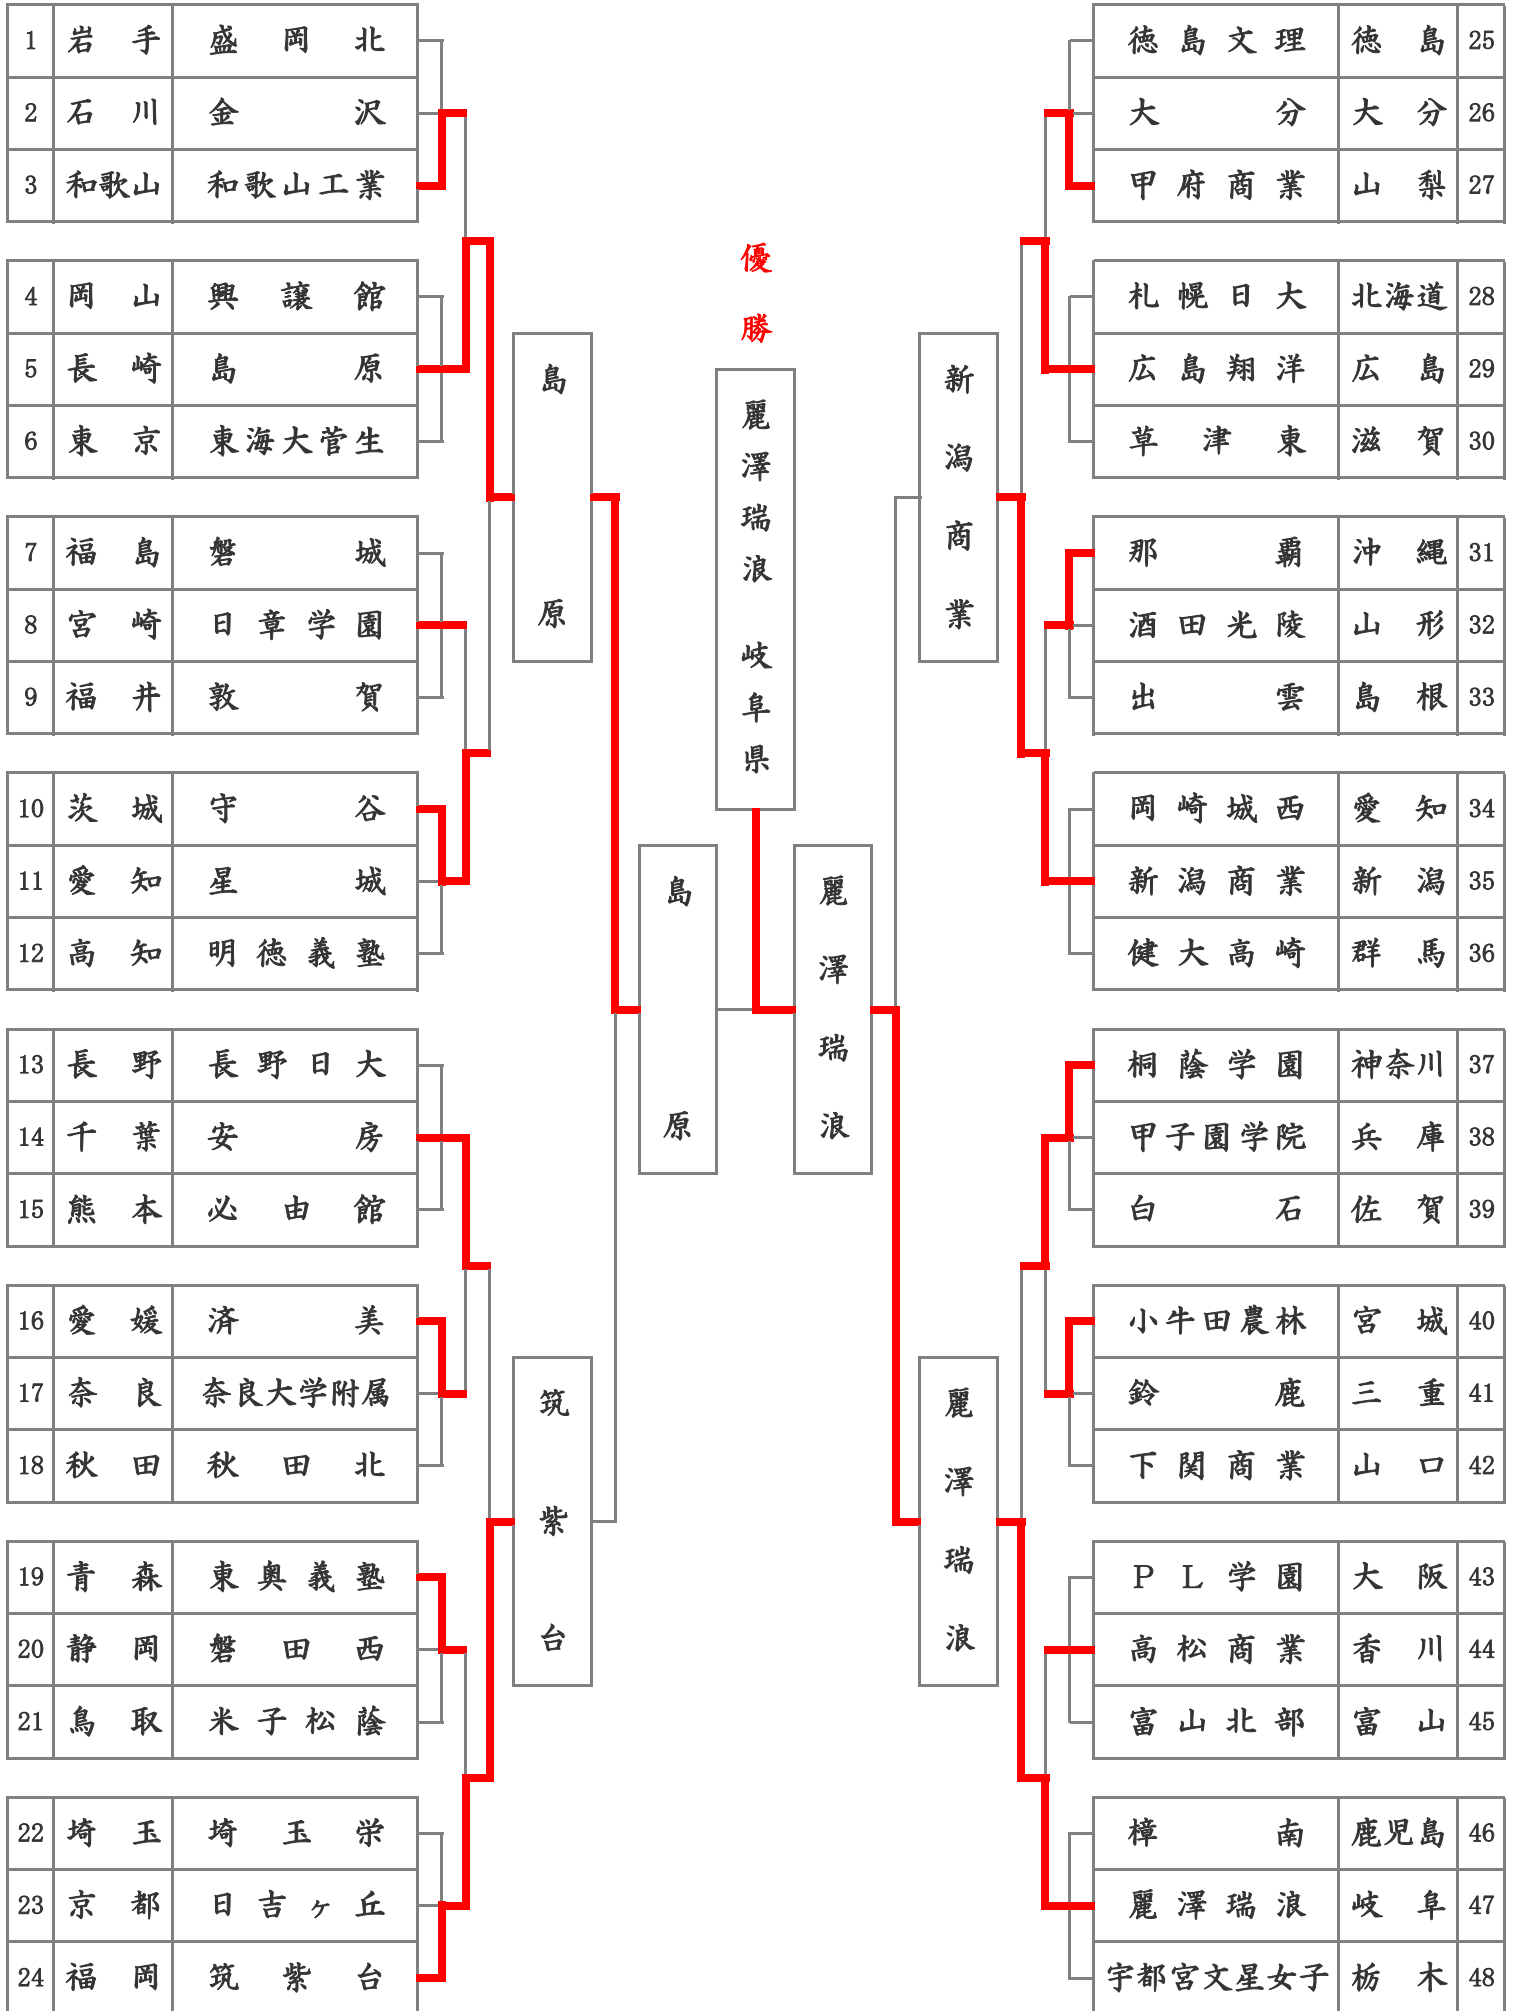 1 岩手 盛岡北
2 石川 金沢
3 和歌山 和歌山工業
4 岡山 興譲館
5 長崎 島原
6 東京 東海大菅生
7 福島 磐城
8 宮崎 日章学園
9 福井 敦賀
10 茨城 守谷
11 愛知 星城
12 高知 明徳義塾
13 長野 長野日大
14 千葉 安房
15 熊本 必由館
16 愛媛 済美
17 奈良 奈良大学附属
18 秋田 秋田北
19 青森 東奥義塾
20 静岡 磐田西
21 鳥取 米子松蔭
22 埼玉 埼玉栄
23 京都 日吉ヶ丘
24 福岡 筑紫台
島原
筑紫台
島原
優勝
麗澤瑞浪 岐阜県
麗澤瑞浪
新潟商業
麗澤瑞浪
徳島文理 徳島 25
大分 大分 26
甲府商業 山梨 27
札幌日大 北海道 28
広島翔洋 広島 29
草津東 滋賀 30
那覇 沖縄 31
酒田光陵 山形 32
出雲 島根 33
岡崎城西 愛知 34
新潟商業 新潟 35
健大高崎 群馬 36
桐蔭学園 神奈川 37
甲子園学院 兵庫 38
白石 佐賀 39
小牛田農林 宮城 40
鈴鹿 三重 41
下関商業 山口 42
ＰＬ学園 大阪 43
高松商業 香川 44
富山北部 富山 45
樟南 鹿児島 46
麗澤瑞浪 岐阜 47
宇都宮文星女子 栃木 48